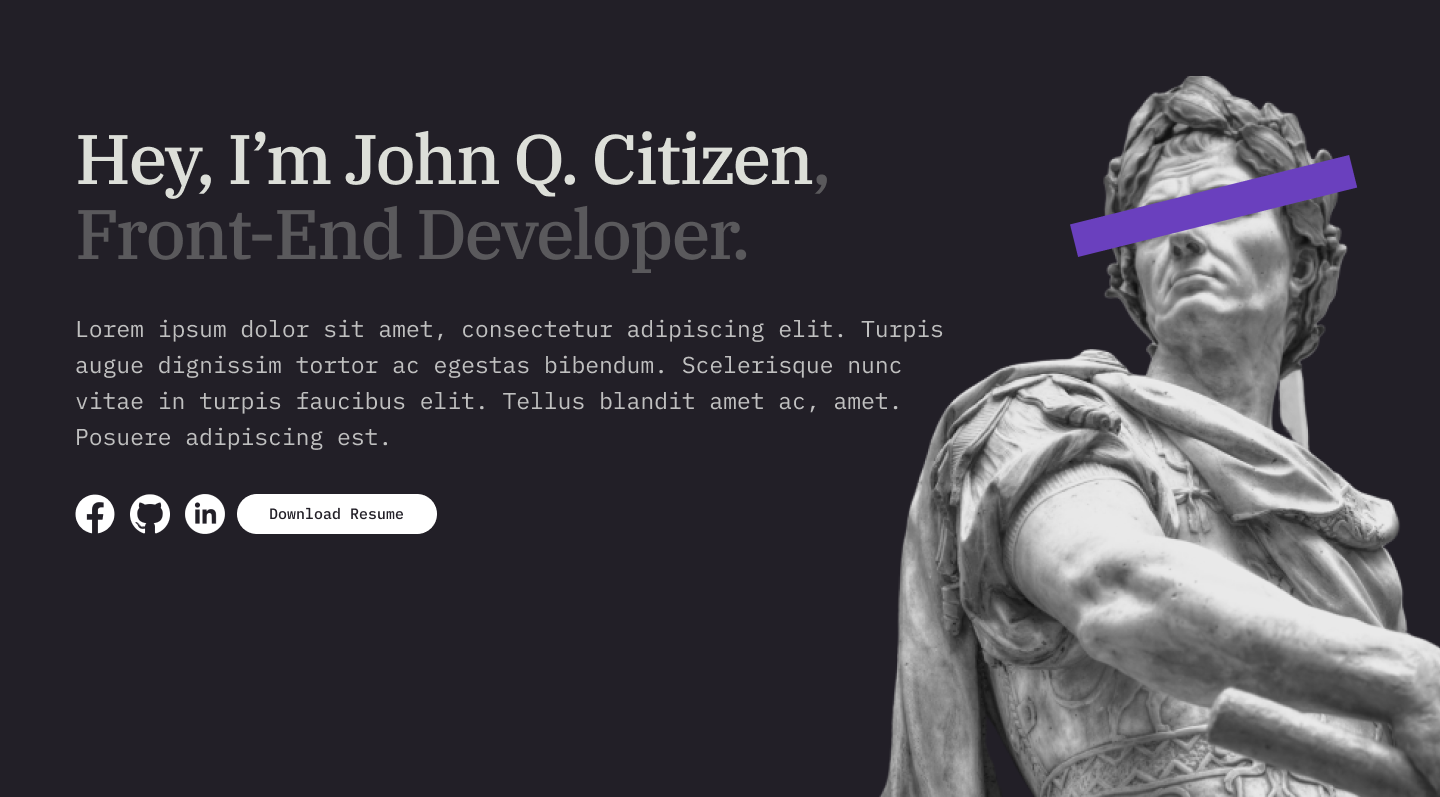 Hey, I’m John Q. Citizen,
Front-End Developer.
Lorem ipsum dolor sit amet, consectetur adipiscing elit. Turpis
augue dignissim tortor ac egestas bibendum. Scelerisque nunc
vitae in turpis faucibus elit. Tellus blandit amet ac, amet.
Posuere adipiscing est.
in Download Resume